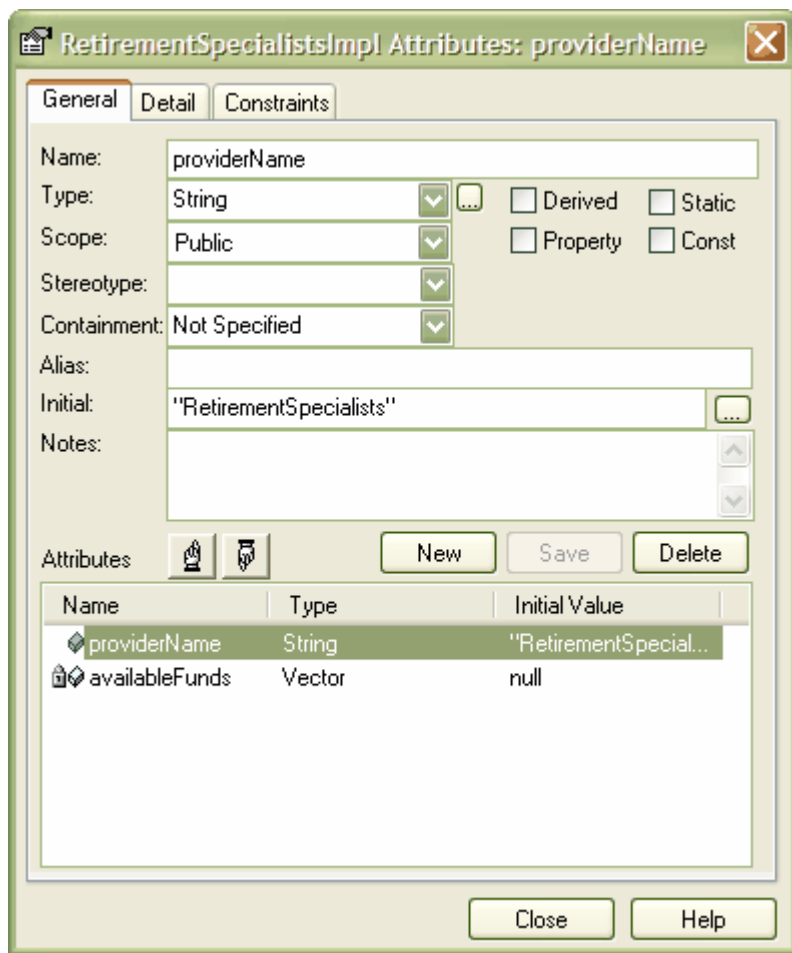 RetirementSpecialistsImpl Attributes: providerName
General Detail Constraints
Name: providerName
Type: String ... Derived Static
Scope: Public Property Const
Stereotype:
Containment: Not Specified
Alias:
Initial: "RetirementSpecialists" ...
Notes:
Attributes New Save Delete
Name Type Initial Value
providerName String "RetirementSpecial...
availableFunds Vector null
Close Help